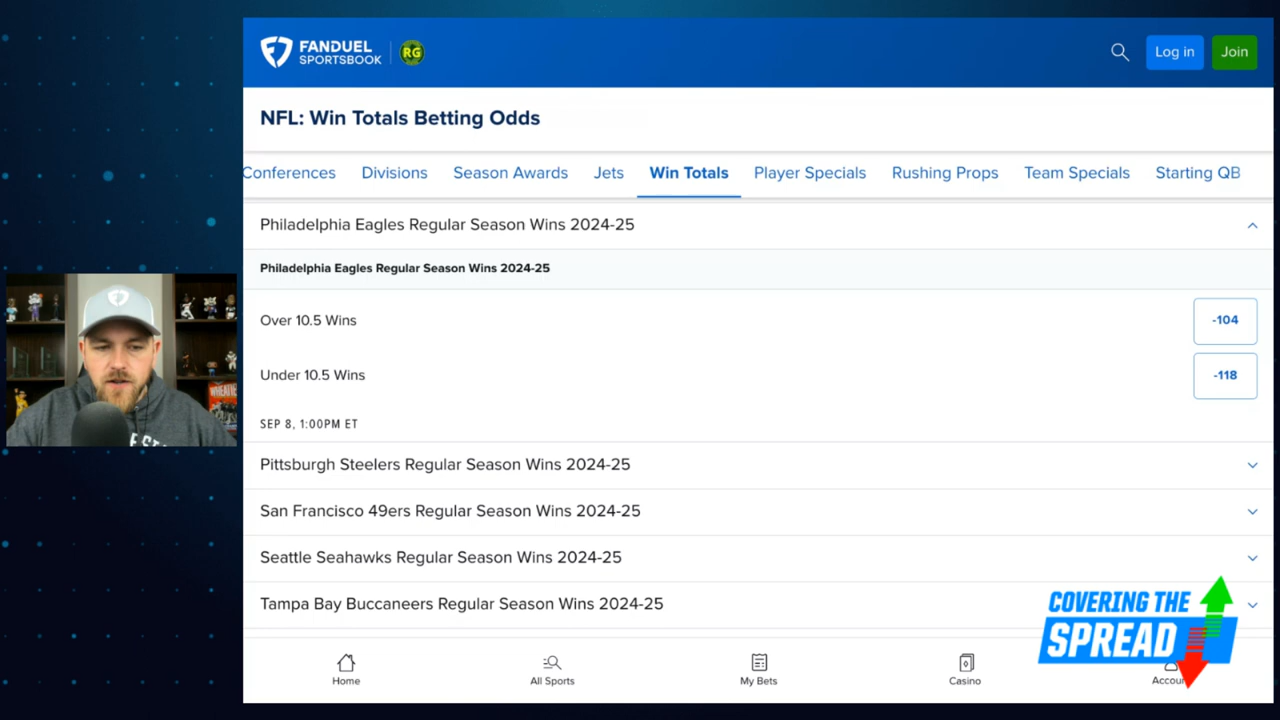 FANDUEL
SPORTSBOOK
RG
Log in
Join
NFL: Win Totals Betting Odds
Conferences
Divisions
Season Awards
Jets
Win Totals
Player Specials
Rushing Props
Team Specials
Starting QB
Philadelphia Eagles Regular Season Wins 2024-25
Philadelphia Eagles Regular Season Wins 2024-25
Over 10.5 Wins
-104
Under 10.5 Wins
-118
SEP 8, 1:00PM ET
Pittsburgh Steelers Regular Season Wins 2024-25
San Francisco 49ers Regular Season Wins 2024-25
Seattle Seahawks Regular Season Wins 2024-25
Tampa Bay Buccaneers Regular Season Wins 2024-25
COVERING THE
SPREAD
Home
All Sports
My Bets
Casino